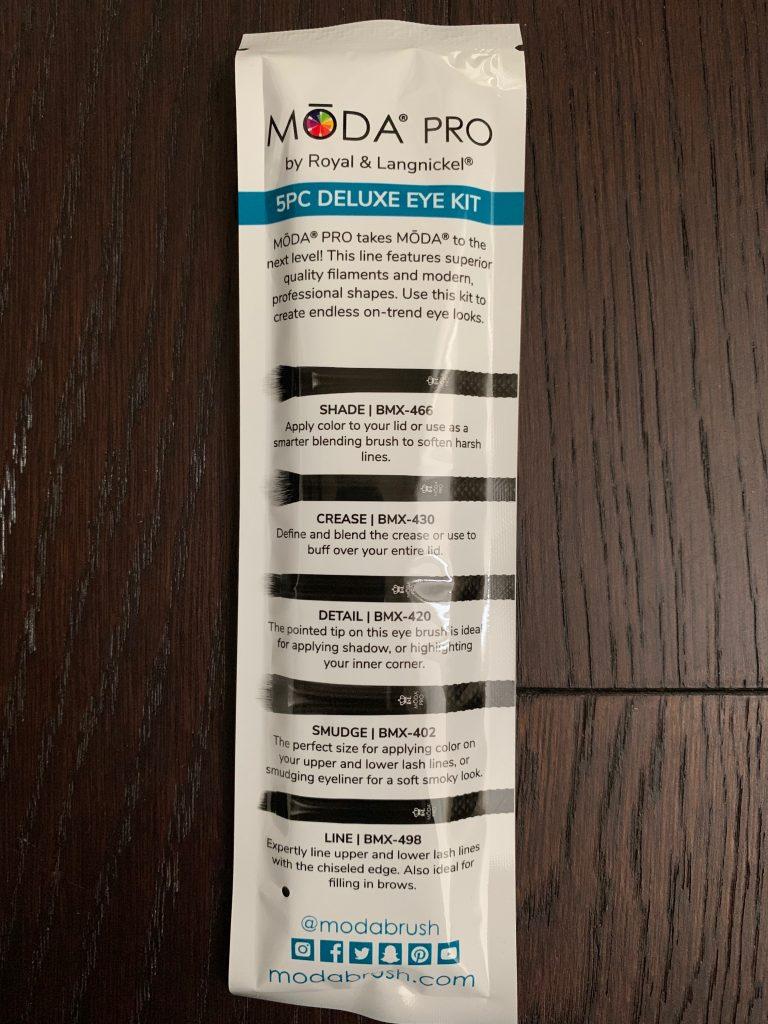 MŌDA® PRO
by Royal & Langnickel®
5PC DELUXE EYE KIT
MŌDA® PRO takes MŌDA® to the
next level! This line features superior
quality filaments and modern,
professional shapes. Use this kit to
create endless on-trend eye looks.
SHADE | BMX-466
Apply color to your lid or use as a
smarter blending brush to soften harsh
lines.
CREASE | BMX-430
Define and blend the crease or use to
buff over your entire lid.
DETAIL | BMX-420
The pointed tip on this eye brush is ideal
for applying shadow, or highlighting
your inner corner.
MŌDA
PRO
SMUDGE | BMX-402
The perfect size for applying color on
your upper and lower lash lines, or
smudging eyeliner for a soft smoky look.
LINE | BMX-498
Expertly line upper and lower lash lines
with the chiseled edge. Also ideal for
filling in brows.
@modabrush
modabrush.com